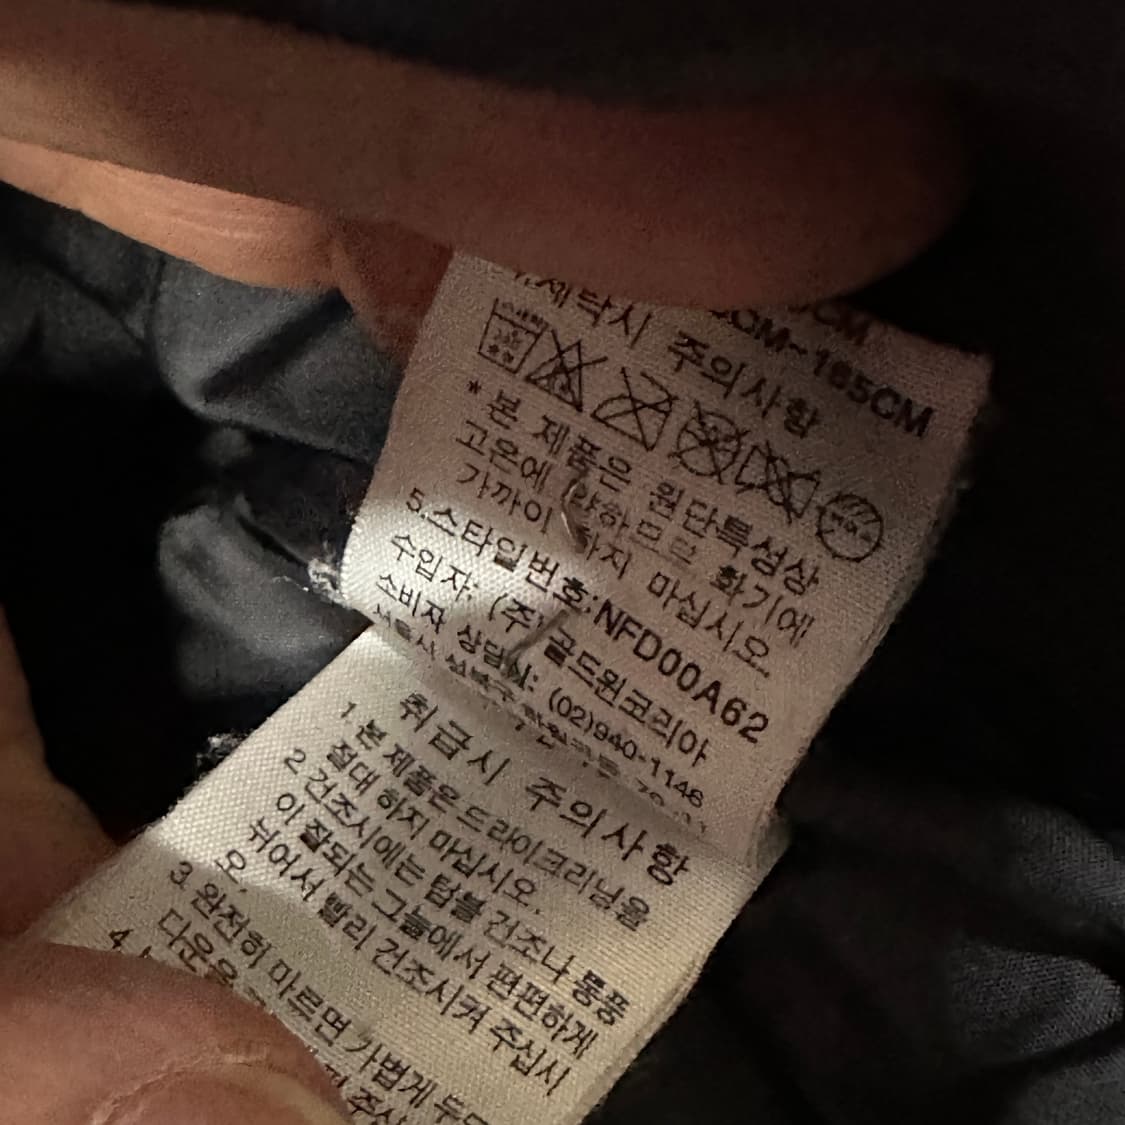 CM
CM~165CM
세탁시 주의사항
* 본 제품은 원단특성상
고온에 약하므로 화기에
가까이 하지 마십시오.
5.스타일번호:NFD00A62
수입자: (주)골드윈코리아
소비자 상담실: (02)940-1146
취급시 주의사항
1.본 제품은 드라이크리닝을
절대 하지 마십시오.
2.건조시에는 텀블 건조나 통풍
이 잘되는 그늘에서 편편하게
뉘어서 빨리 건조시켜 주십시
오.
3.완전히 마르면 가볍게
다운을
4.